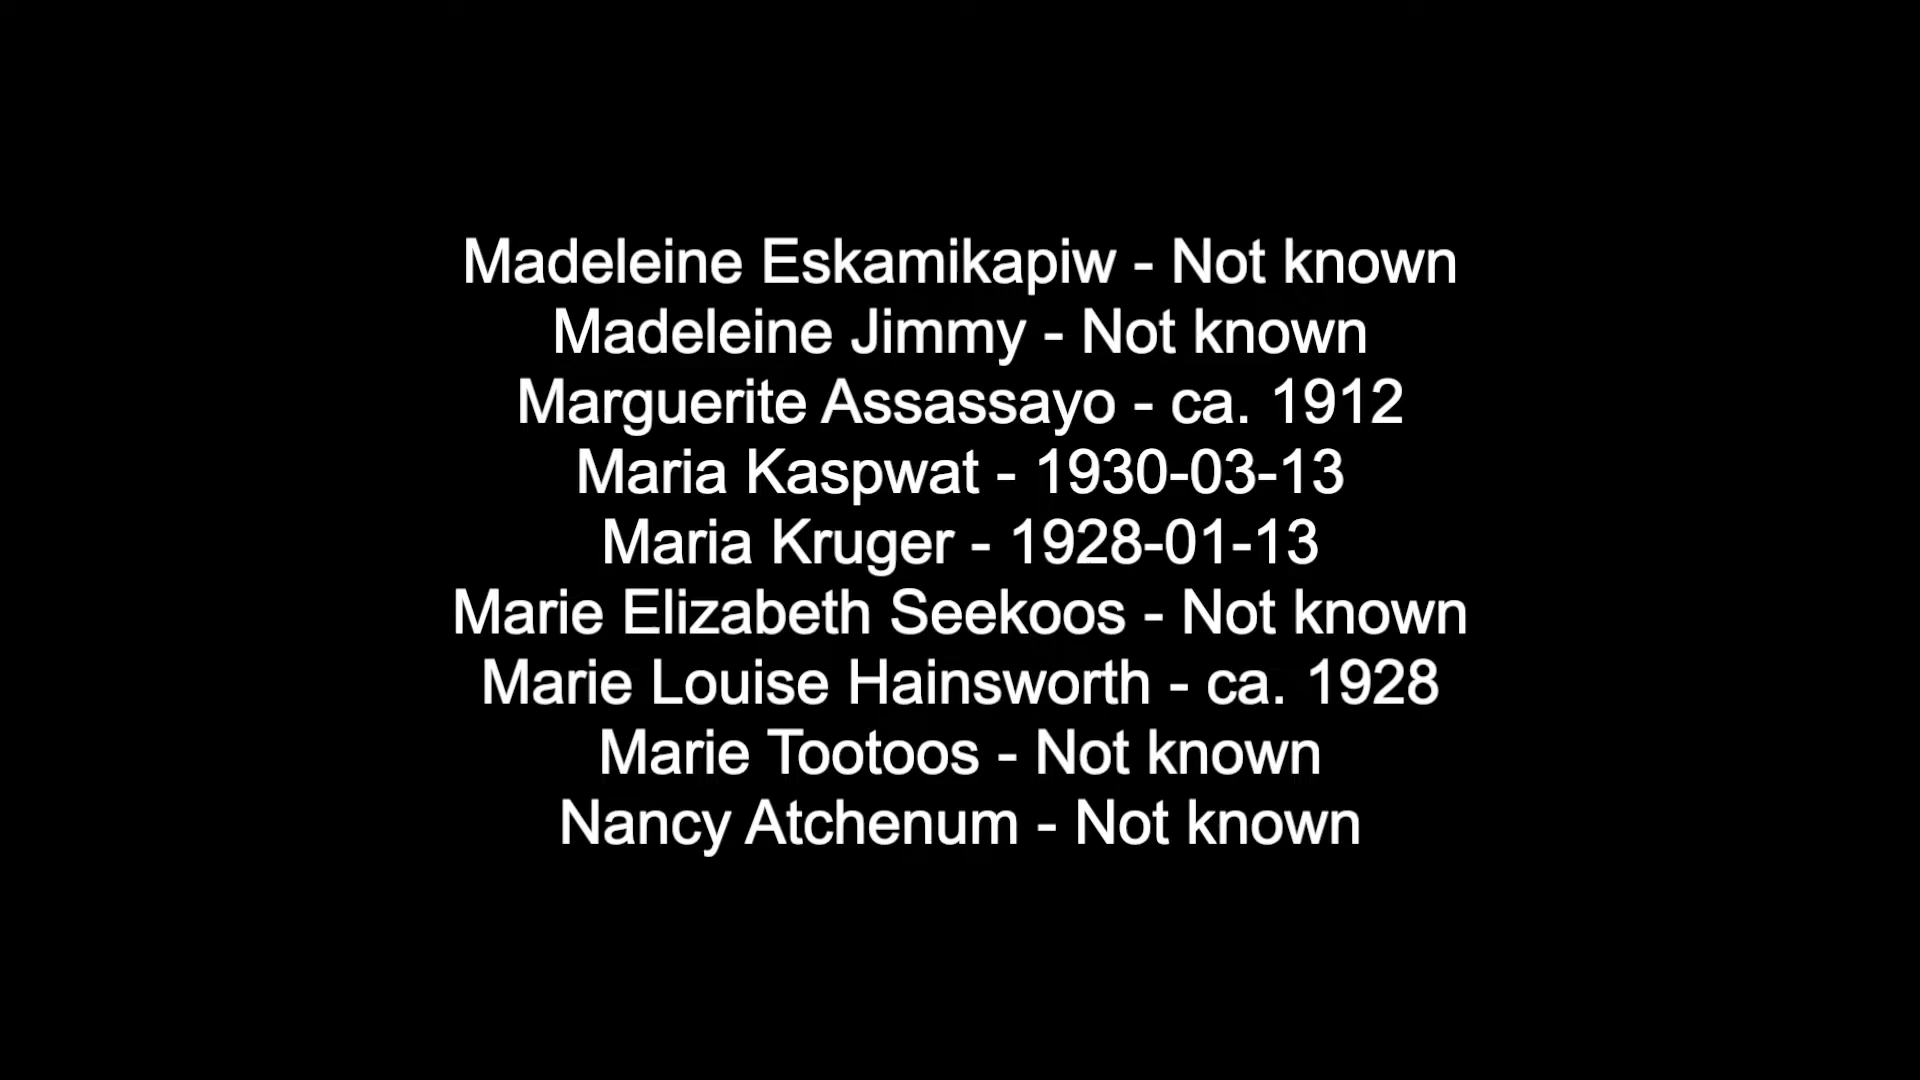 Madeleine Eskamikapiw - Not known
Madeleine Jimmy - Not known
Marguerite Assassayo - ca. 1912
Maria Kaspwat - 1930-03-13
Maria Kruger - 1928-01-13
Marie Elizabeth Seekoos - Not known
Marie Louise Hainsworth - ca. 1928
Marie Tootoos - Not known
Nancy Atchenum - Not known